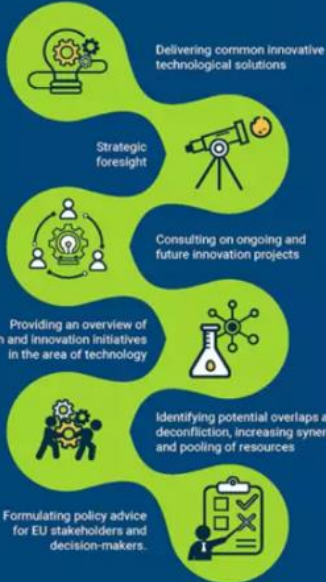 Delivering common innovative
technological solutions
Strategic
foresight
Consulting on ongoing and
future innovation projects
Providing an overview of
and innovation initiatives
in the area of technology
Identifying potential overlaps
deconfliction, increasing
and pooling of resources
Formulating policy advice
for EU stakeholders and
decision-makers.